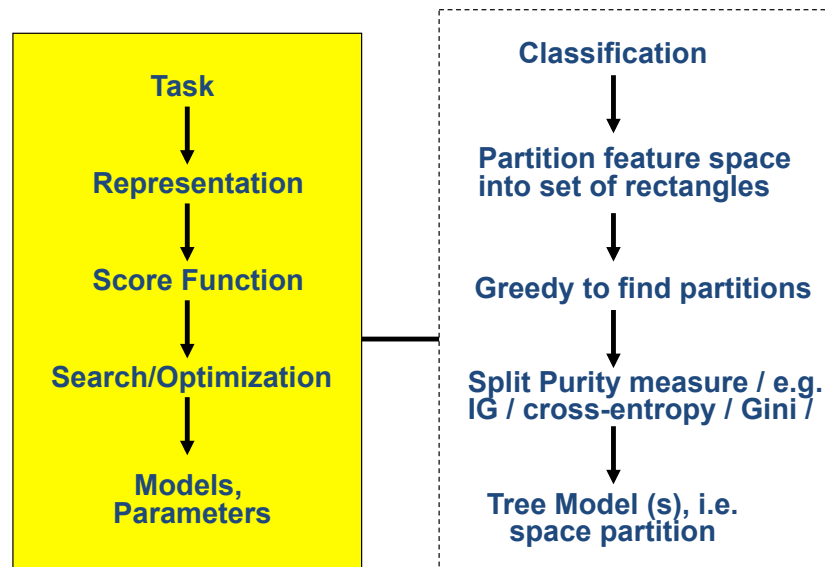 Task
Representation
Score Function
Search/Optimization
Models,
Parameters
Classification
Partition feature space
into set of rectangles
Greedy to find partitions
Split Purity measure / e.g.
IG / cross-entropy / Gini /
Tree Model (s), i.e.
space partition